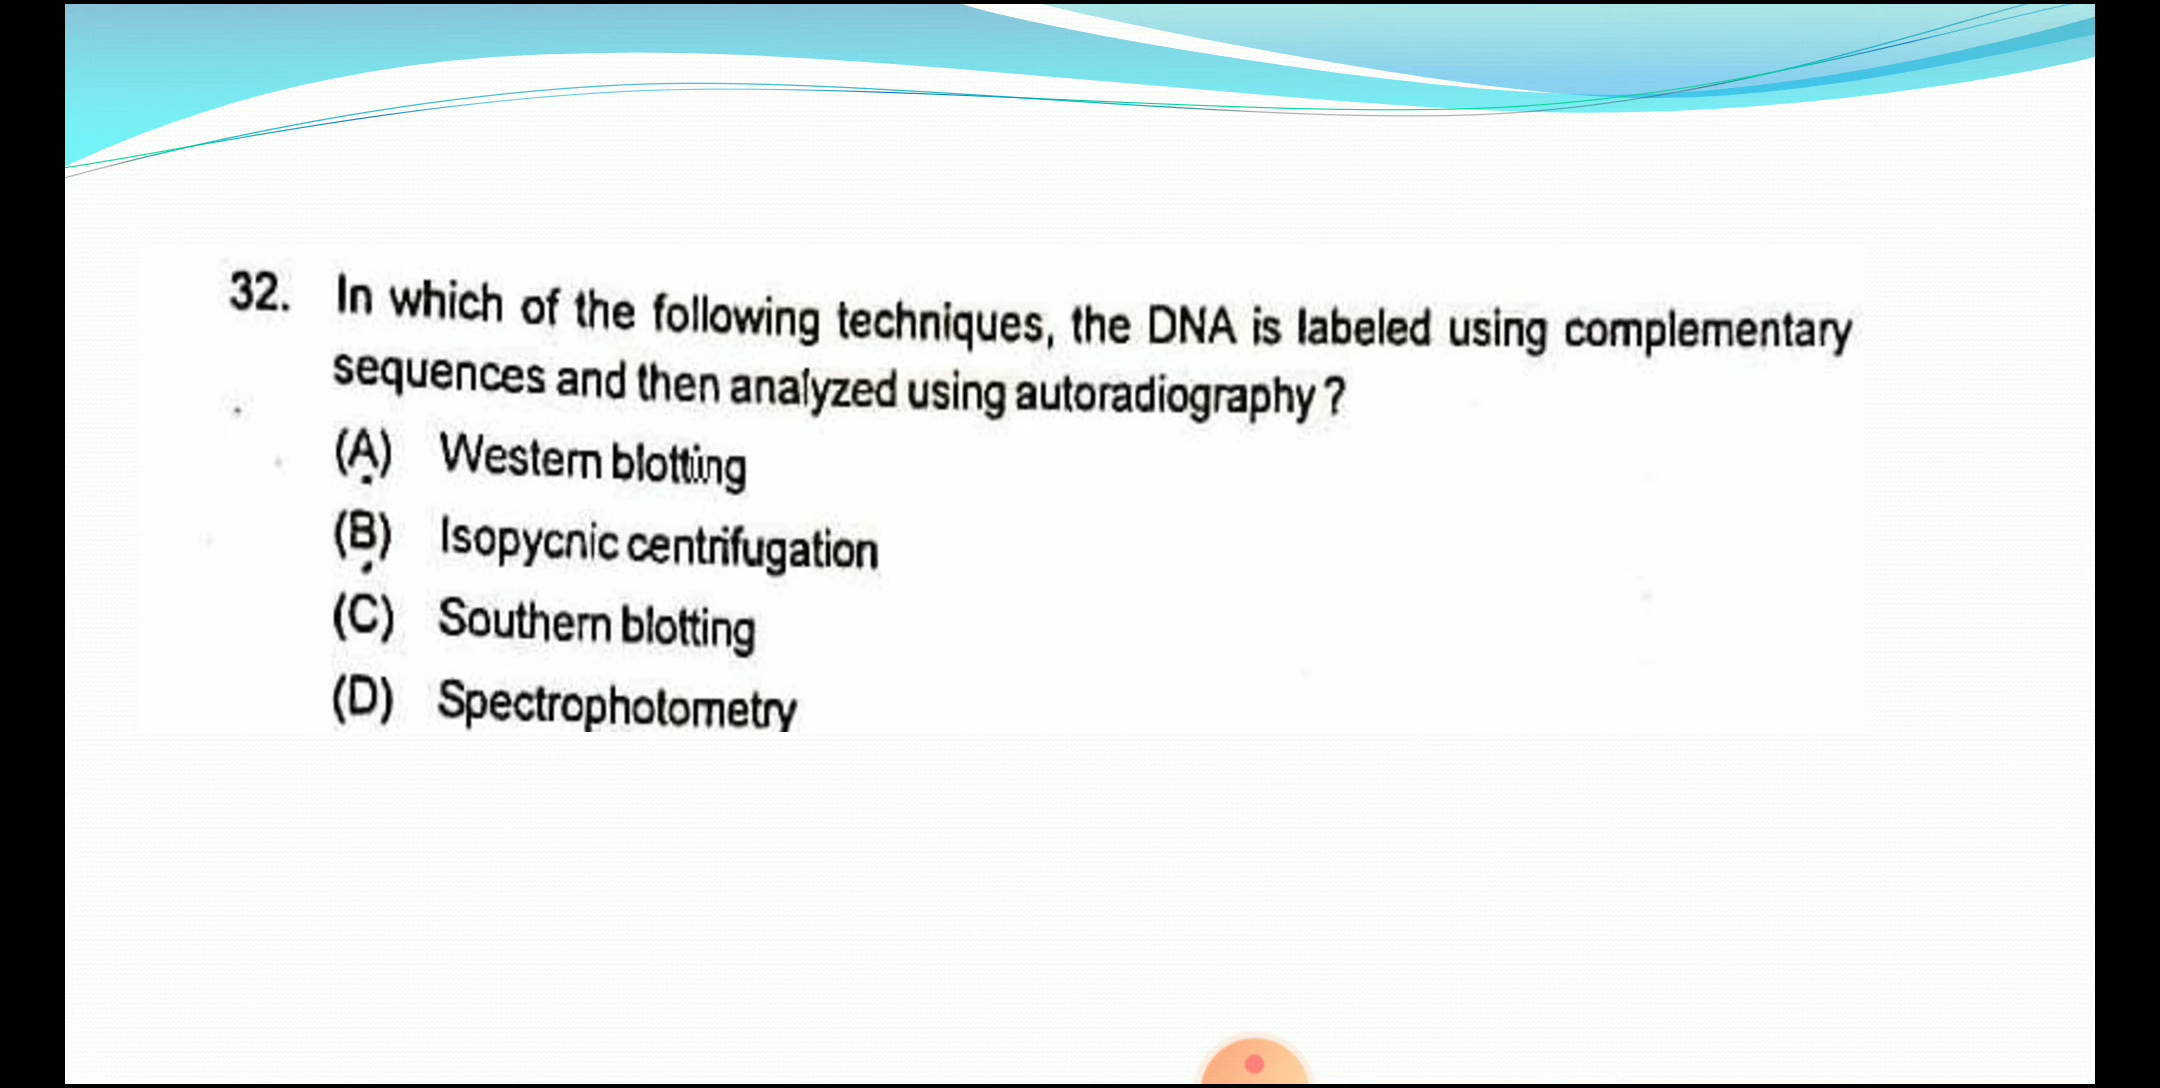 32. In which of the following techniques, the DNA is labeled using complementary
sequences and then analyzed using autoradiography ?
(A) Western blotting
(B) Isopycnic centrifugation
(C) Southern blotting
(D) Spectrophotometry